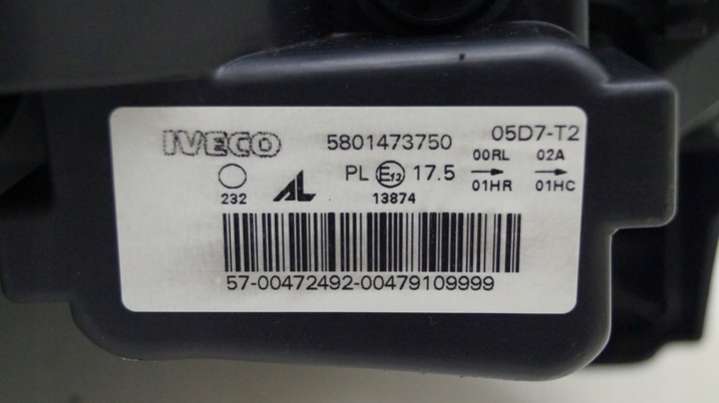 IVECO 5801473750 05D7-T2
PL E13 17.5 00RL 02A
01HR 01HC
232 AL 13874
57-00472492-00479109999